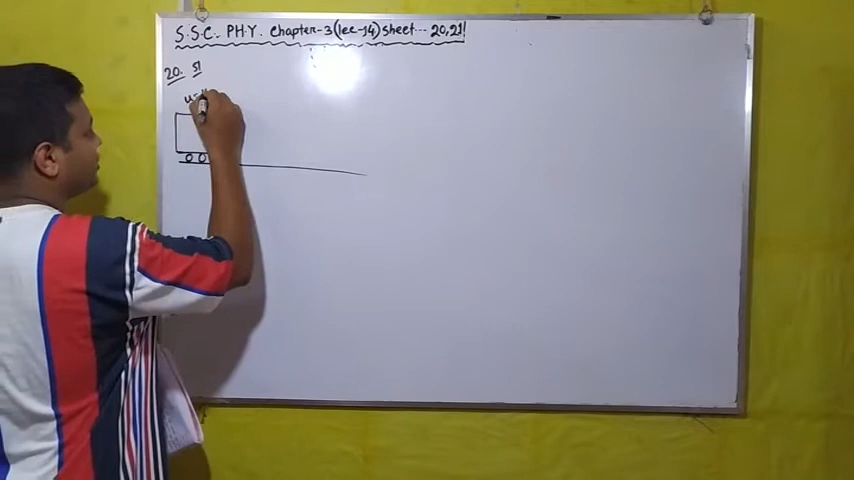 S.S.C. PHY. Chapter-3 (lec-14) Sheet... 20,21!
20. গ
u=